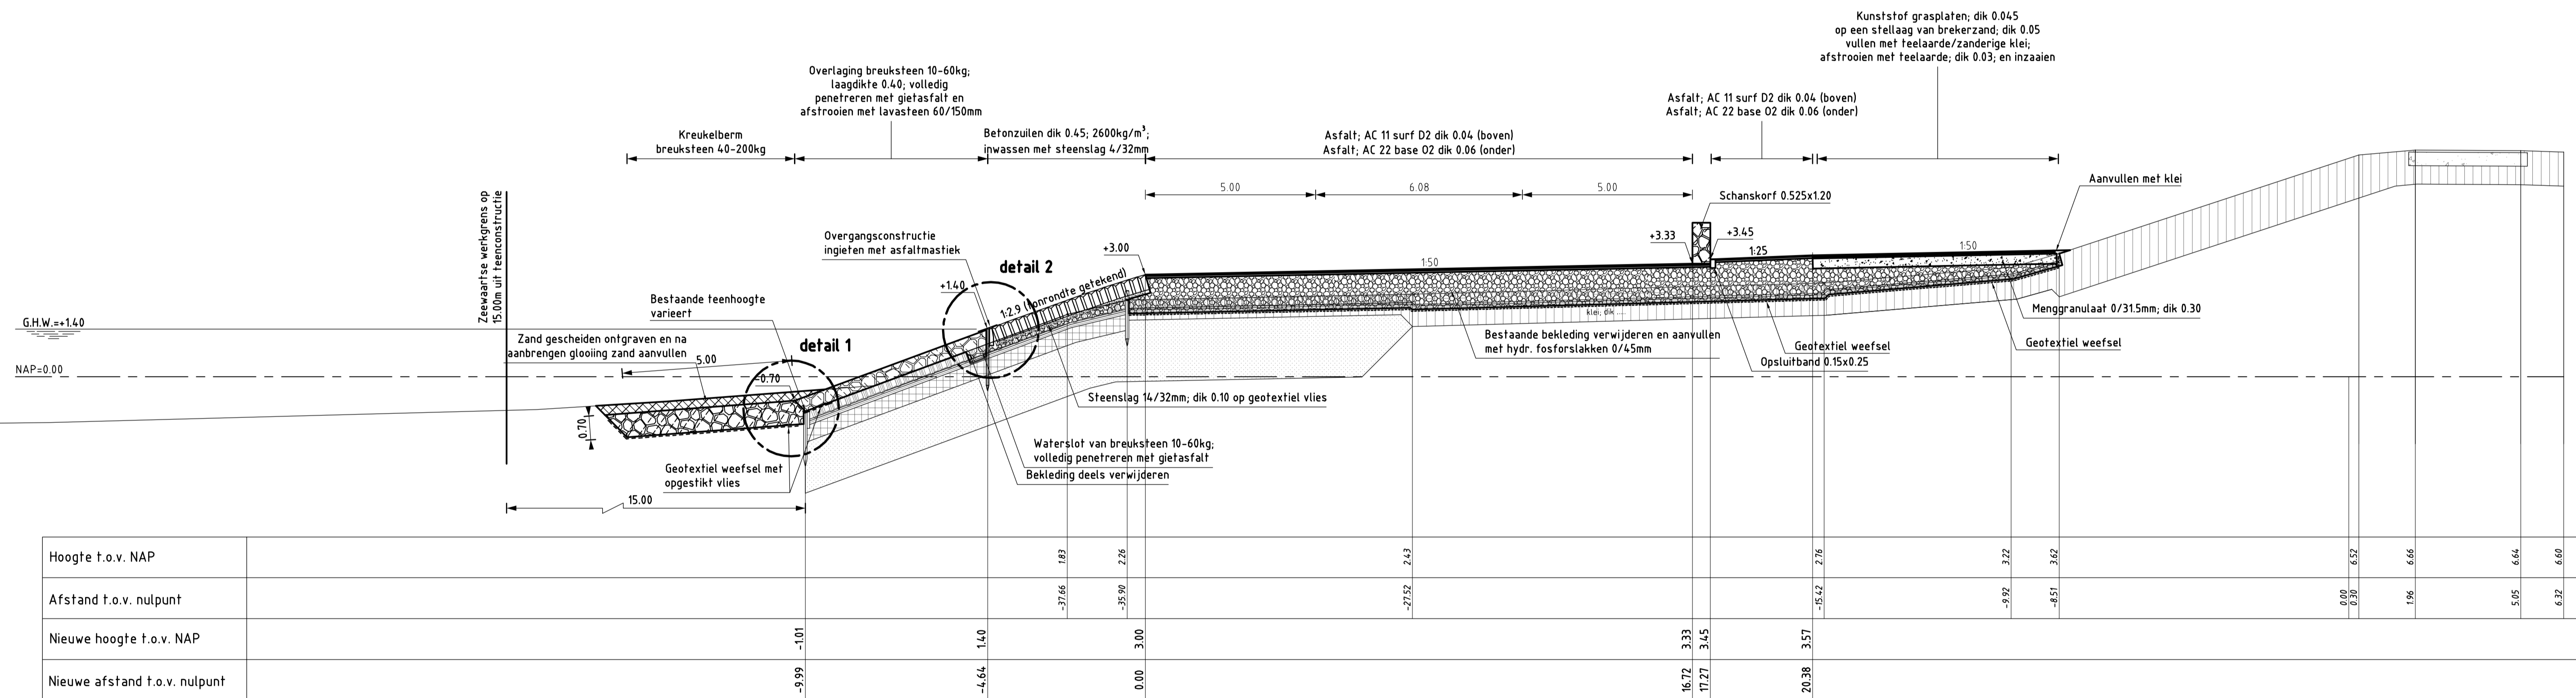 Kunststof grasplaten; dik 0.045
op een stellaag van brekerzand; dik 0.05
vullen met teelaarde/zanderige klei;
afstrooien met teelaarde; dik 0.03; en inzaaien
Overlaging breuksteen 10-60kg;
laagdikte 0.40; volledig
penetreren met gietasfalt en
afstrooien met lavasteen 60/150mm
Asfalt; AC 11 surf D2 dik 0.04 (boven)
Asfalt; AC 22 base O2 dik 0.06 (onder)
Kreukelberm
breuksteen 40-200kg
Betonzuilen dik 0.45; 2600kg/m³;
inwassen met steenslag 4/32mm
Asfalt; AC 11 surf D2 dik 0.04 (boven)
Asfalt; AC 22 base O2 dik 0.06 (onder)
5.00
6.08
5.00
Aanvullen met klei
Schanskorf 0.525x1.20
Zeewaartse werkgrens op
15.00m uit teenconstructie
Overgangsconstructie
ingieten met asfaltmastiek
+3.00
+3.33
+3.45
1:25
1:50
1:50
detail 2
+1.40
1:2.9 (tonrondte getekend)
Bestaande teenhoogte
varieert
G.H.W.=+1.40
klei; dik ....
Menggranulaat 0/31.5mm; dik 0.30
Zand gescheiden ontgraven en na
aanbrengen glooiing zand aanvullen
detail 1
Bestaande bekleding verwijderen en aanvullen
met hydr. fosforslakken 0/45mm
Geotextiel weefsel
Geotextiel weefsel
Opsluitband 0.15x0.25
5.00
NAP=0.00
-0.70
Steenslag 14/32mm; dik 0.10 op geotextiel vlies
0.70
Waterslot van breuksteen 10-60kg;
volledig penetreren met gietasfalt
Bekleding deels verwijderen
Geotextiel weefsel met
opgestikt vlies
15.00
Hoogte t.o.v. NAP 1.83 2.26 2.43 2.76 3.22 3.62 6.52 6.66 6.64 6.60
Afstand t.o.v. nulpunt -37.66 -35.90 -27.52 -15.42 -9.92 -8.51 0.00 0.30 1.96 5.05 6.32
Nieuwe hoogte t.o.v. NAP -1.01 1.40 3.00 3.33 3.45 3.57
Nieuwe afstand t.o.v. nulpunt -9.99 -4.64 0.00 16.72 17.27 20.38